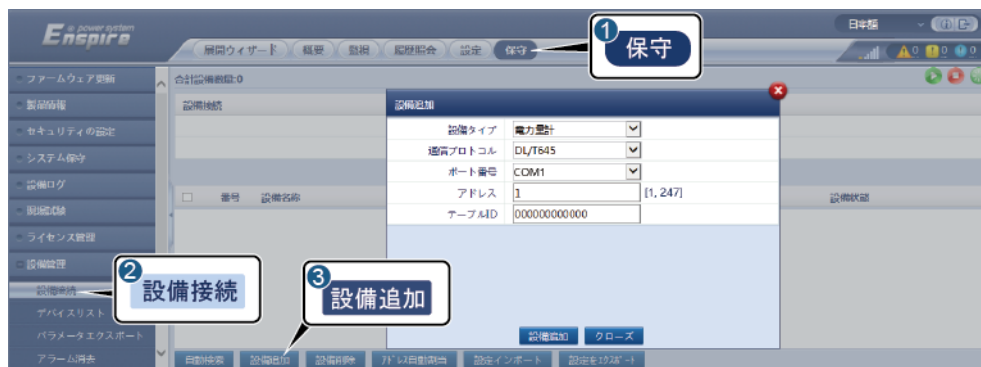 e power system
Enspire
日本語
展開ウィザード 概要 監視 履歴照会 設定 保守
1 保守
ファームウェア更新
合計設備数量:0
製品情報
設備接続
設備追加
セキュリティの設定
設備タイプ 電力量計
システム保守
通信プロトコル DL/T645
設備ログ
ポート番号 COM1
番号 設備名称
アドレス 1 [1, 247]
設備状態
現場試験
テーブルID 000000000000
ライセンス管理
設備管理
2 設備接続
3 設備追加
設備接続
デバイスリスト
パラメータエクスポート
設備追加 クローズ
アラーム消去
自動検索 設備追加 設備削除 アドレス自動割当 設定インポート 設定をエクスポート